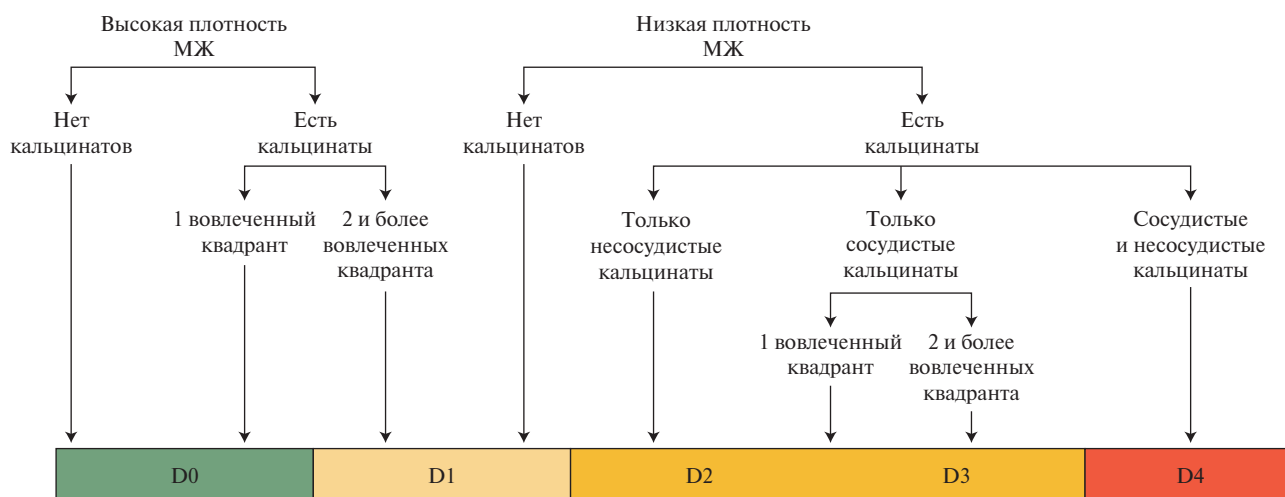 Высокая плотность
МЖ
Низкая плотность
МЖ
Нет
кальцинатов
Есть
кальцинаты
Нет
кальцинатов
Есть
кальцинаты
1 вовлеченный
квадрант
2 и более
вовлеченных
квадранта
Только
несосудистые
кальцинаты
Только
сосудистые
кальцинаты
Сосудистые
и несосудистые
кальцинаты
1 вовлеченный
квадрант
2 и более
вовлеченных
квадранта
D0
D1
D2
D3
D4